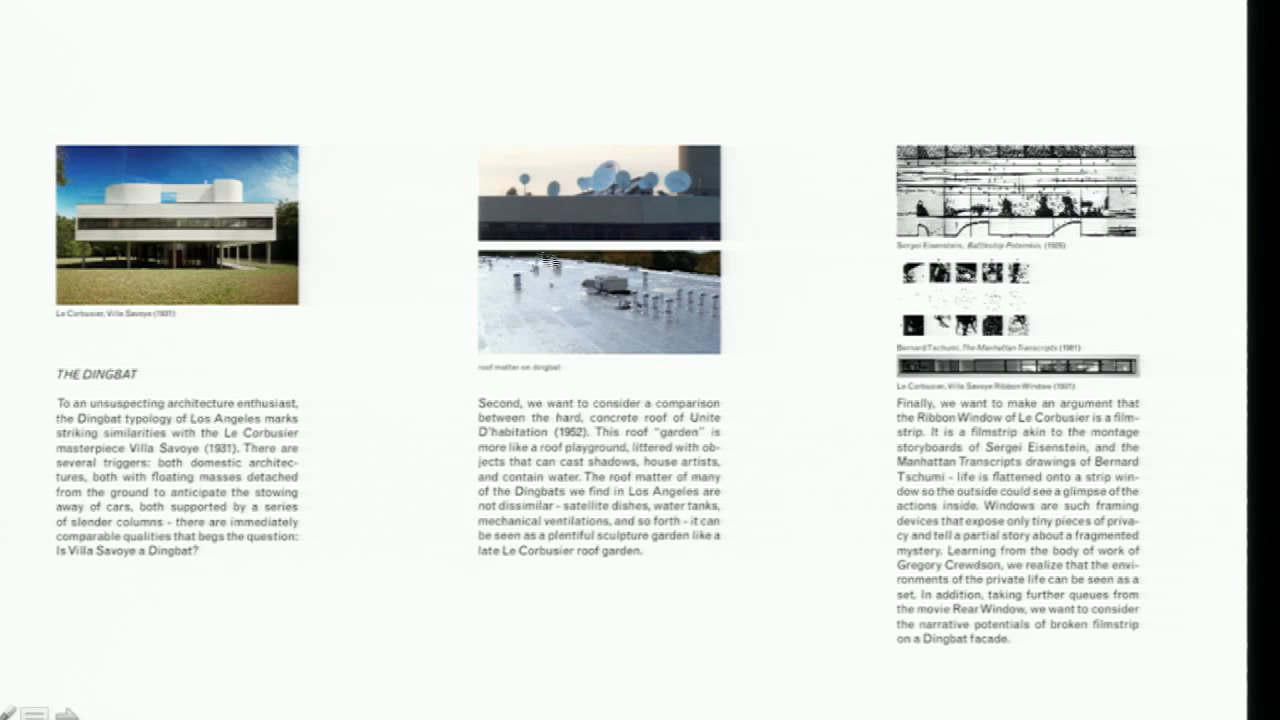 Le Corbusier, Villa Savoye (1931)
THE DINGBAT
To an unsuspecting architecture enthusiast,
the Dingbat typology of Los Angeles marks
striking similarities with the Le Corbusier
masterpiece Villa Savoye (1931). There are
several triggers: both domestic architec-
tures, both with floating masses detached
from the ground to anticipate the stowing
away of cars, both supported by a series
of slender columns - there are immediately
comparable qualities that begs the question:
Is Villa Savoye a Dingbat?
roof matter on dingbat
Second, we want to consider a comparison
between the hard, concrete roof of Unite
D'habitation (1952). This roof "garden" is
more like a roof playground, littered with ob-
jects that can cast shadows, house artists,
and contain water. The roof matter of many
of the Dingbats we find in Los Angeles are
not dissimilar - satellite dishes, water tanks,
mechanical ventilations, and so forth - it can
be seen as a plentiful sculpture garden like a
late Le Corbusier roof garden.
Sergei Eisenstein, Battleship Potemkin, (1925)
Bernard Tschumi, The Manhattan Transcripts (1981)
Le Corbusier, Villa Savoye Ribbon Window (1931)
Finally, we want to make an argument that
the Ribbon Window of Le Corbusier is a film-
strip. It is a filmstrip akin to the montage
storyboards of Sergei Eisenstein, and the
Manhattan Transcripts drawings of Bernard
Tschumi - life is flattened onto a strip win-
dow so the outside could see a glimpse of the
actions inside. Windows are such framing
devices that expose only tiny pieces of priva-
cy and tell a partial story about a fragmented
mystery. Learning from the body of work of
Gregory Crewdson, we realize that the envi-
ronments of the private life can be seen as a
set. In addition, taking further queues from
the movie Rear Window, we want to consider
the narrative potentials of broken filmstrip
on a Dingbat facade.